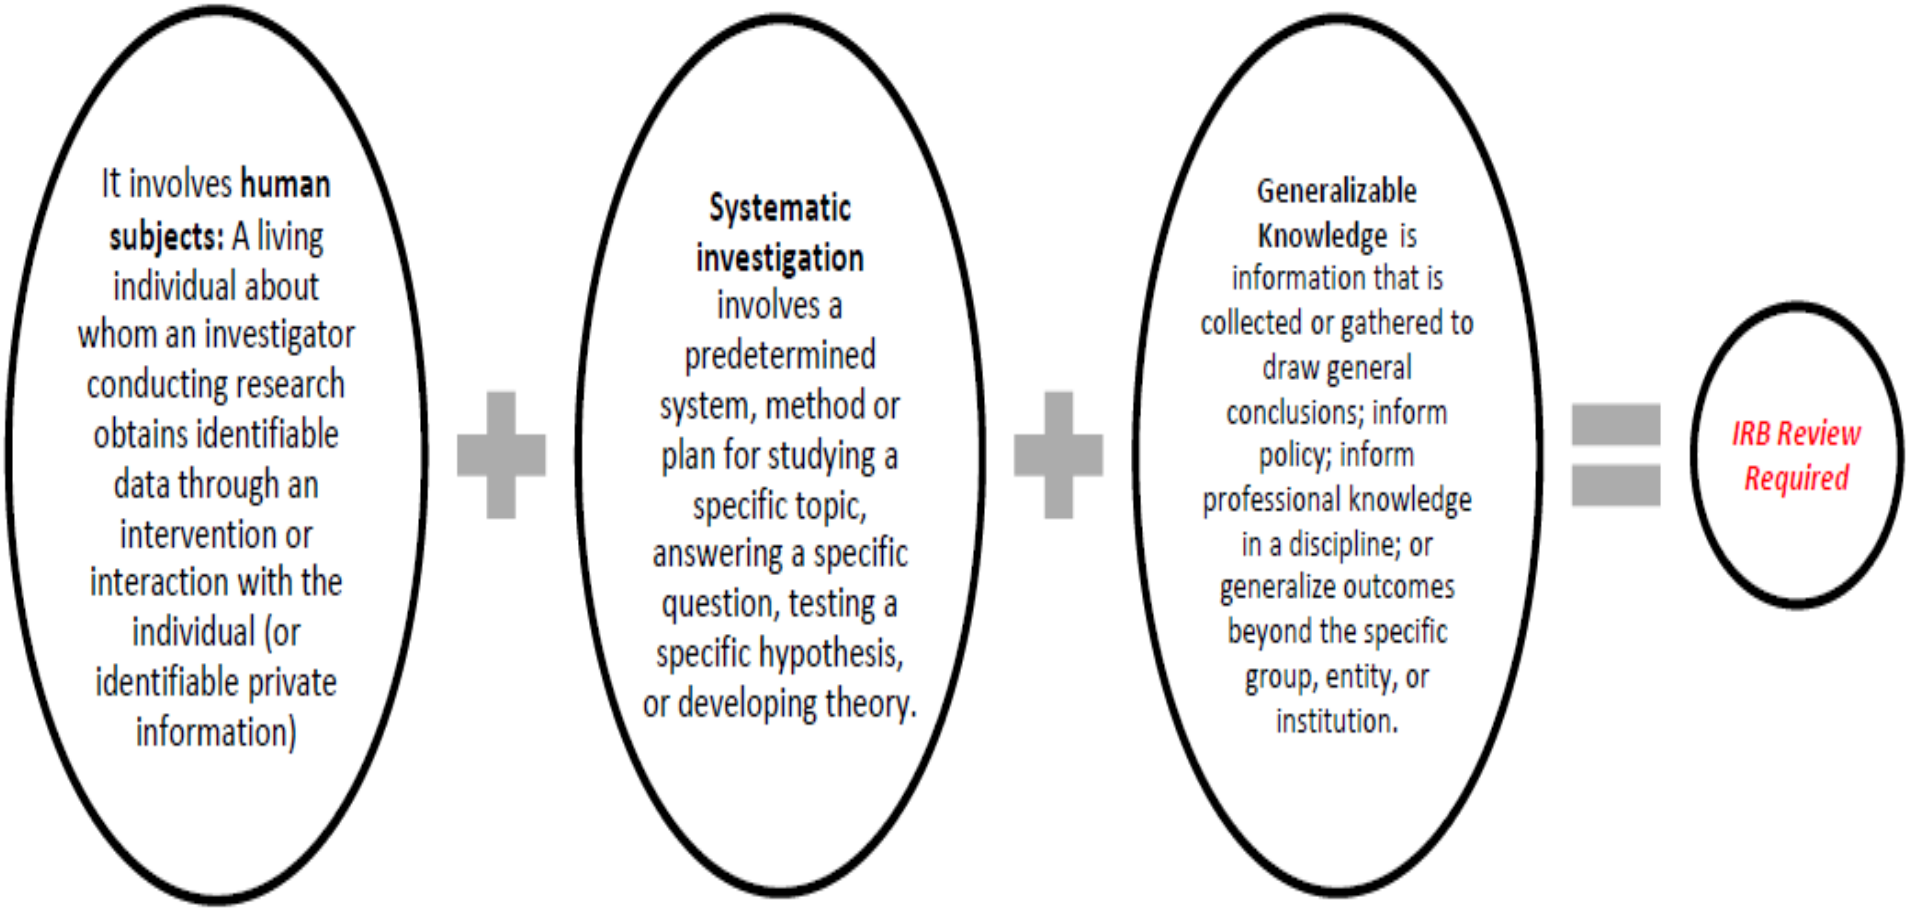 It involves human
subjects: A living
individual about
whom an investigator
conducting research
obtains identifiable
data through an
intervention or
interaction with the
individual (or
identifiable private
information)
Systematic
investigation
involves a
predetermined
system, method or
plan for studying a
specific topic,
answering a specific
question, testing a
specific hypothesis,
or developing theory.
Generalizable
Knowledge is
information that is
collected or gathered to
draw general
conclusions; inform
policy; inform
professional knowledge
in a discipline; or
generalize outcomes
beyond the specific
group, entity, or
institution.
IRB Review
Required